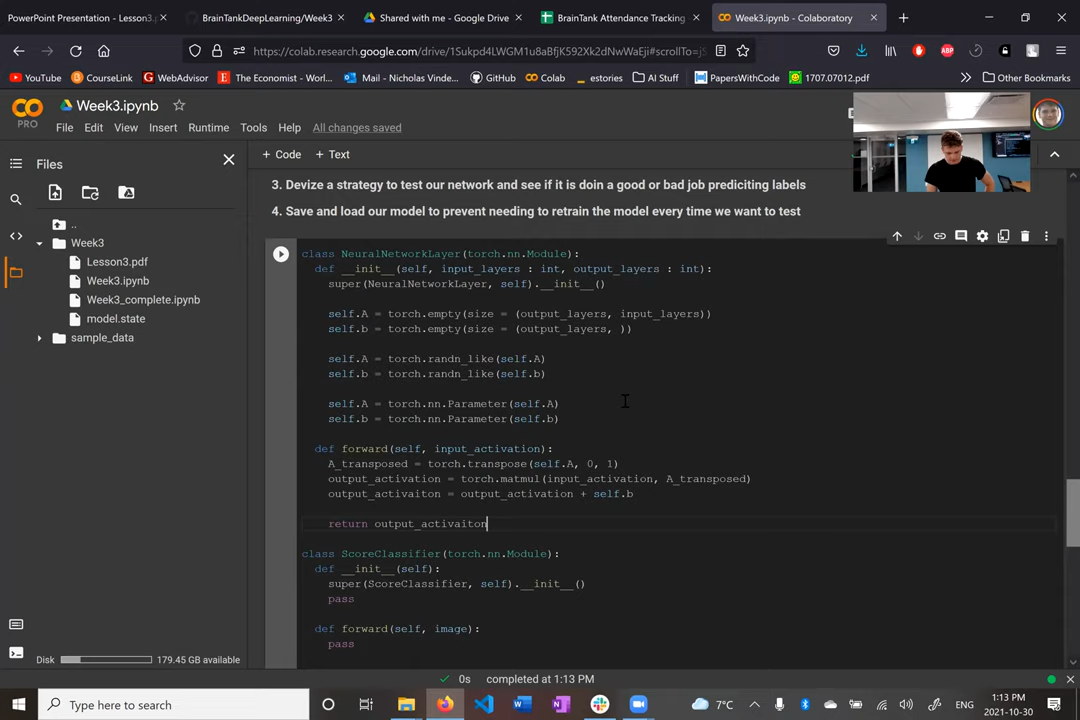 PowerPoint Presentation - Lesson3.p
BrainTankDeepLearning/Week3
Shared with me - Google Drive
BrainTank Attendance Tracking
Week3.ipynb - Colaboratory
https://colab.research.google.com/drive/1Sukpd4LWGM1u8aBfjK592Xk2dNwWaEji#scrollTo=jS
YouTube
CourseLink
WebAdvisor
The Economist - Worl...
Mail - Nicholas Vinde...
GitHub
Colab
_estories
AI Stuff
PapersWithCode
1707.07012.pdf
Other Bookmarks
CO
PRO
Week3.ipynb
File Edit View Insert Runtime Tools Help All changes saved
Files
+ Code + Text
..
Week3
Lesson3.pdf
Week3.ipynb
Week3_complete.ipynb
model.state
sample_data
3. Devize a strategy to test our network and see if it is doin a good or bad job prediciting labels
4. Save and load our model to prevent needing to retrain the model every time we want to test
class NeuralNetworkLayer(torch.nn.Module):
def __init__(self, input_layers : int, output_layers : int):
super(NeuralNetworkLayer, self).__init__()
self.A = torch.empty(size = (output_layers, input_layers))
self.b = torch.empty(size = (output_layers, ))
self.A = torch.randn_like(self.A)
self.b = torch.randn_like(self.b)
self.A = torch.nn.Parameter(self.A)
self.b = torch.nn.Parameter(self.b)
def forward(self, input_activation):
A_transposed = torch.transpose(self.A, 0, 1)
output_activation = torch.matmul(input_activation, A_transposed)
output_activaiton = output_activation + self.b
return output_activaiton
class ScoreClassifier(torch.nn.Module):
def __init__(self):
super(ScoreClassifier, self).__init__()
pass
def forward(self, image):
pass
Disk
179.45 GB available
0s completed at 1:13 PM
Type here to search
7°C
ENG
1:13 PM
2021-10-30